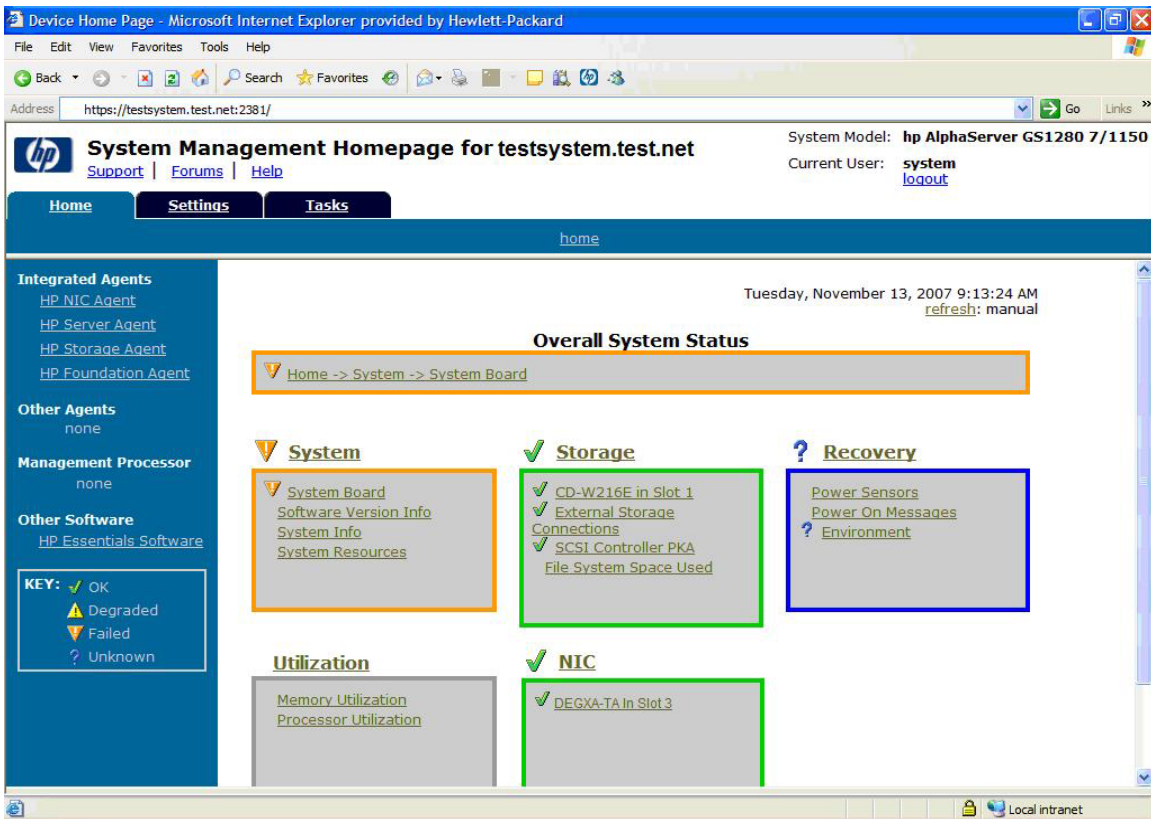 Device Home Page - Microsoft Internet Explorer provided by Hewlett-Packard
File Edit View Favorites Tools Help
Back Search Favorites
Address https://testsystem.test.net:2381/ Go Links »
hp
System Management Homepage for testsystem.test.net
Support | Forums | Help
System Model: hp AlphaServer GS1280 7/1150
Current User: system
logout
Home Settings Tasks
home
Integrated Agents
HP NIC Agent
HP Server Agent
HP Storage Agent
HP Foundation Agent
Other Agents
none
Management Processor
none
Other Software
HP Essentials Software
KEY: OK
Degraded
Failed
? Unknown
Tuesday, November 13, 2007 9:13:24 AM
refresh: manual
Overall System Status
Home -> System -> System Board
System
System Board
Software Version Info
System Info
System Resources
Storage
CD-W216E in Slot 1
External Storage
Connections
SCSI Controller PKA
File System Space Used
? Recovery
Power Sensors
Power On Messages
? Environment
Utilization
Memory Utilization
Processor Utilization
NIC
DEGXA-TA In Slot 3
Local intranet